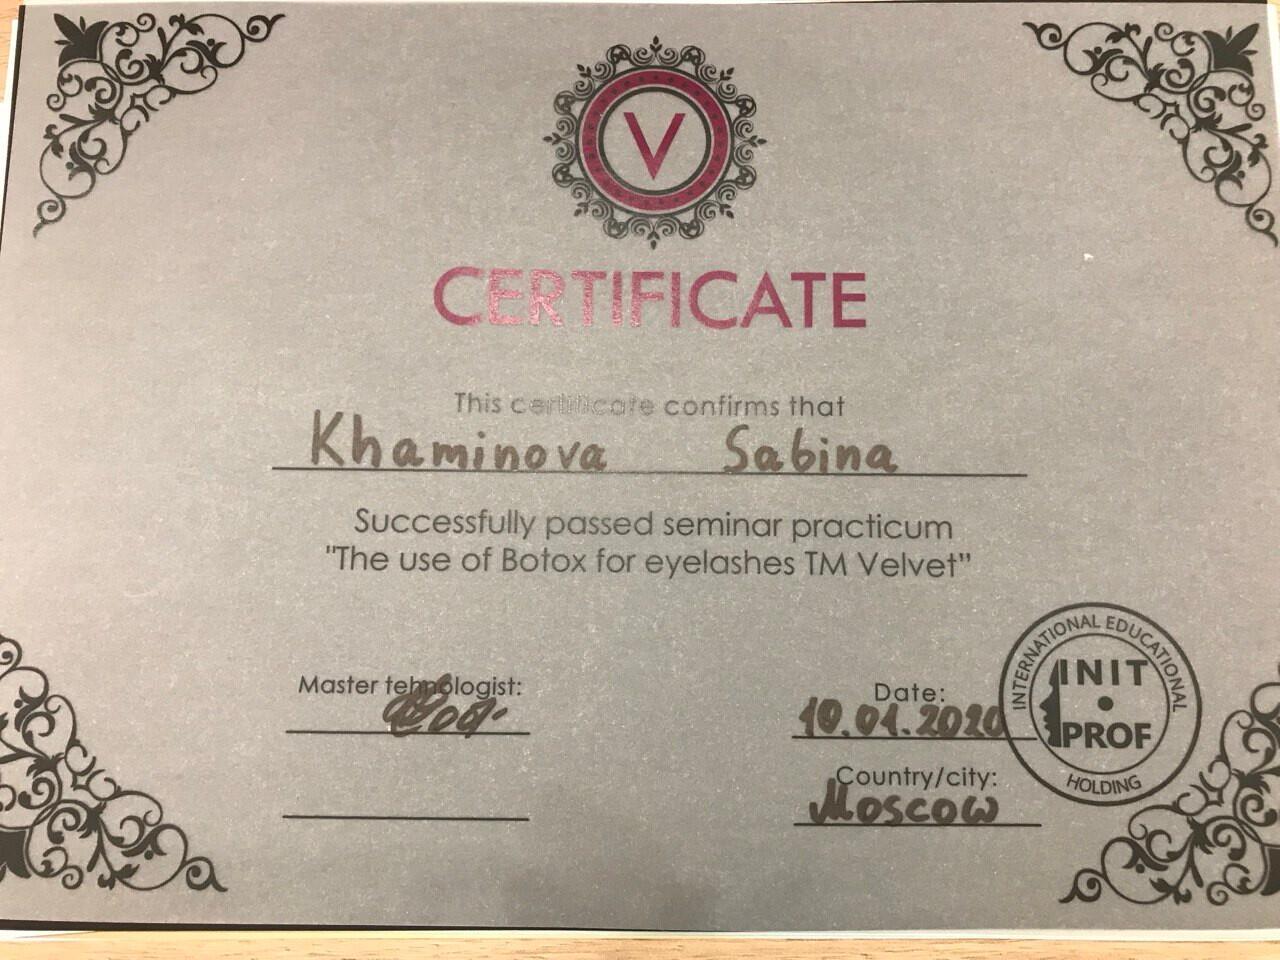 V
CERTIFICATE
This certificate confirms that
Khaminova Sabina
Successfully passed seminar practicum
"The use of Botox for eyelashes TM Velvet"
Master tehnologist:
Date:
10.01.2020
Country/city:
Moscow
INTERNATIONAL EDUCATIONAL
INIT
PROF
HOLDING